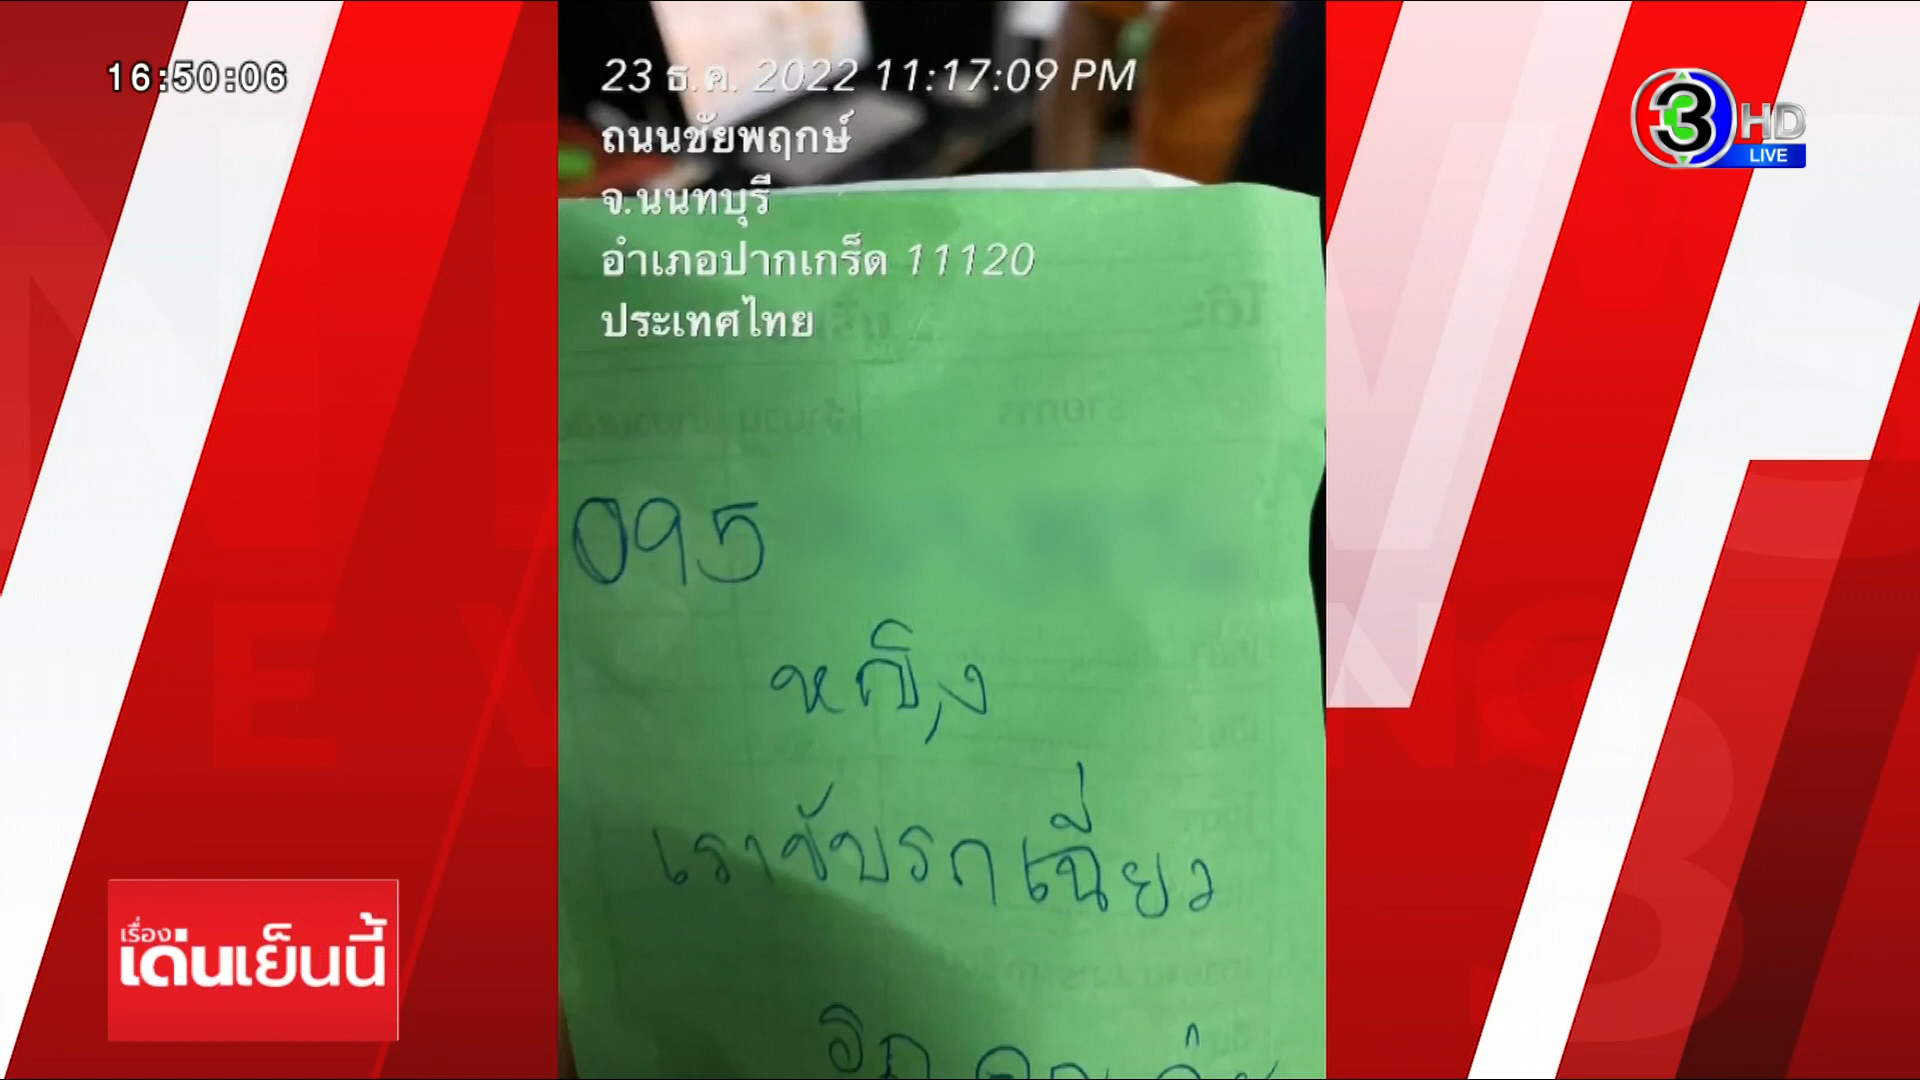 16:50:06
23 ธ.ค. 2022 11:17:09 PM
ถนนชัยพฤกษ์
จ.นนทบุรี
อำเภอปากเกร็ด 11120
ประเทศไทย
3 HD
LIVE
095
หญิง
เราขับรถเฉี่ยว
เรื่อง
เด่นเย็นนี้